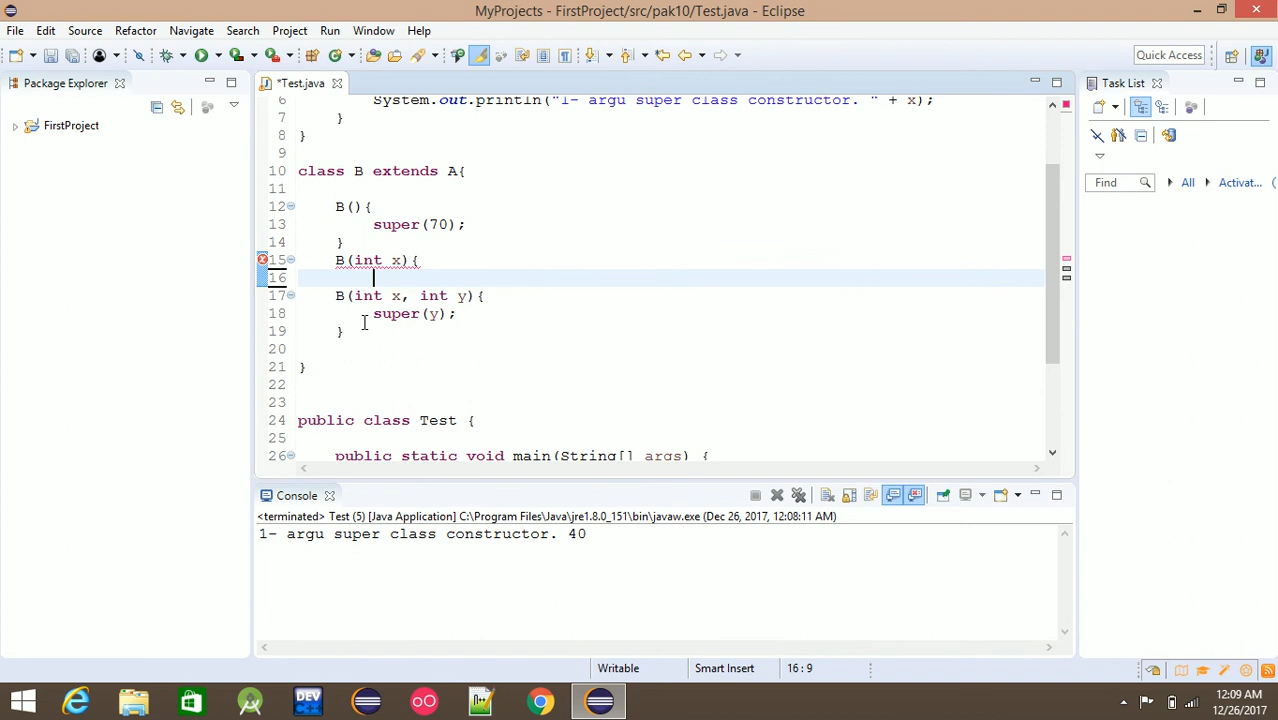 MyProjects - FirstProject/src/pak10/Test.java - Eclipse
File Edit Source Refactor Navigate Search Project Run Window Help
Quick Access
Package Explorer
*Test.java
Task List
FirstProject
Find All Activat...
6 System.out.println("1- argu super class constructor. " + x);
7 }
8 }
9
10 class B extends A{
11
12 B(){
13 super(70);
14 }
15 B(int x){
16
17 B(int x, int y){
18 super(y);
19 }
20
21 }
22
23
24 public class Test {
25
26 public static void main(String[] args) {
Console
<terminated> Test (5) [Java Application] C:\Program Files\Java\jre1.8.0_151\bin\javaw.exe (Dec 26, 2017, 12:08:11 AM)
1- argu super class constructor. 40
Writable Smart Insert 16 : 9
DEV
12:09 AM
12/26/2017